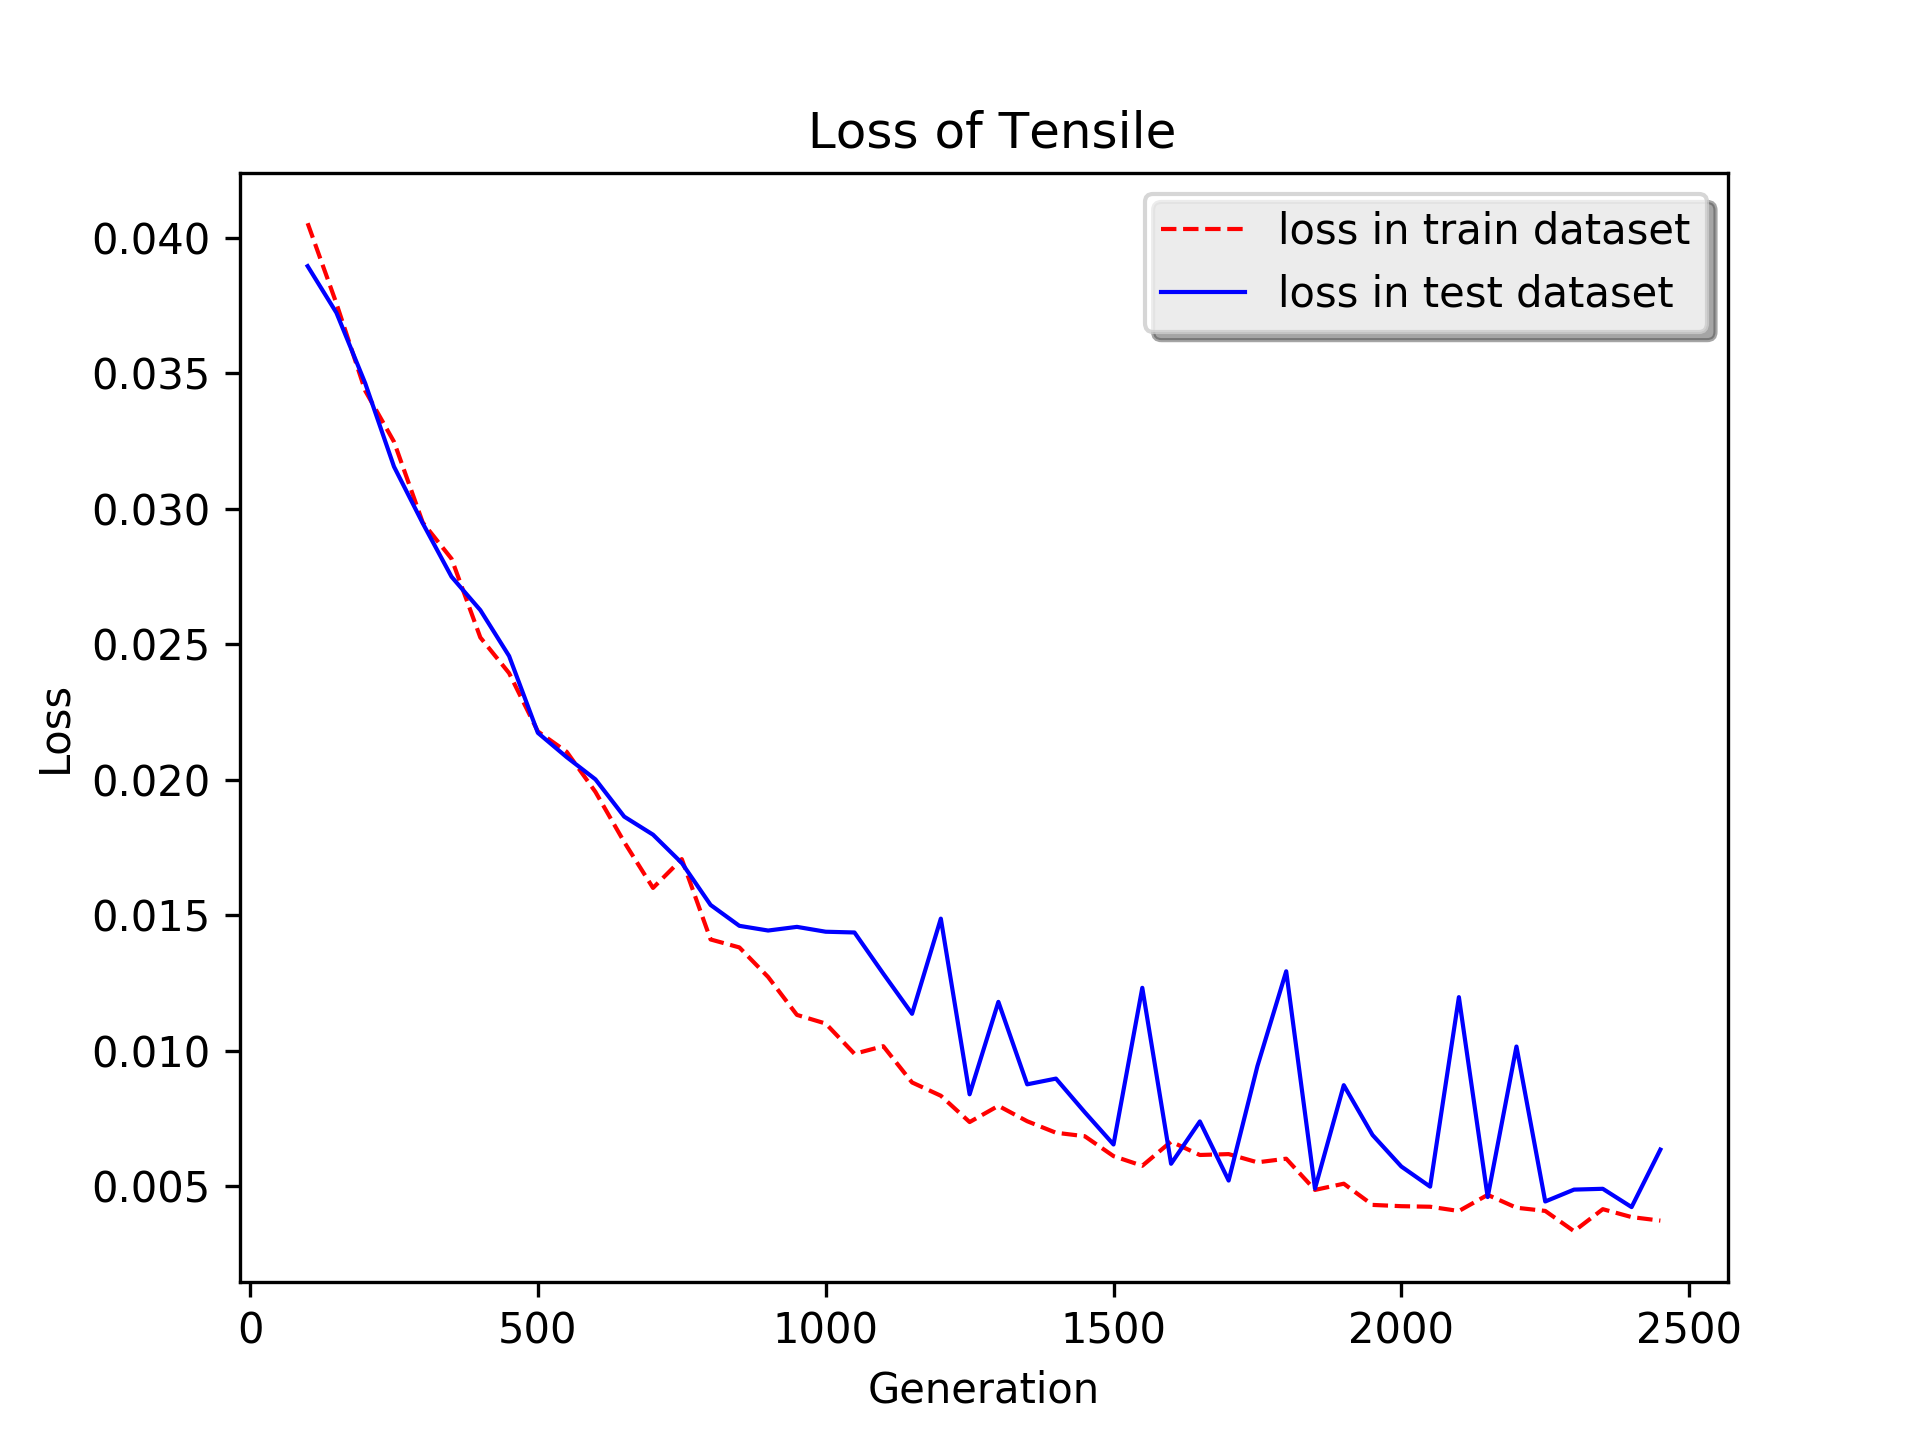 Loss of Tensile
loss in train dataset
loss in test dataset
0.040
0.035
0.030
0.025
0.020
0.015
0.010
0.005
Loss
0 500 1000 1500 2000 2500
Generation